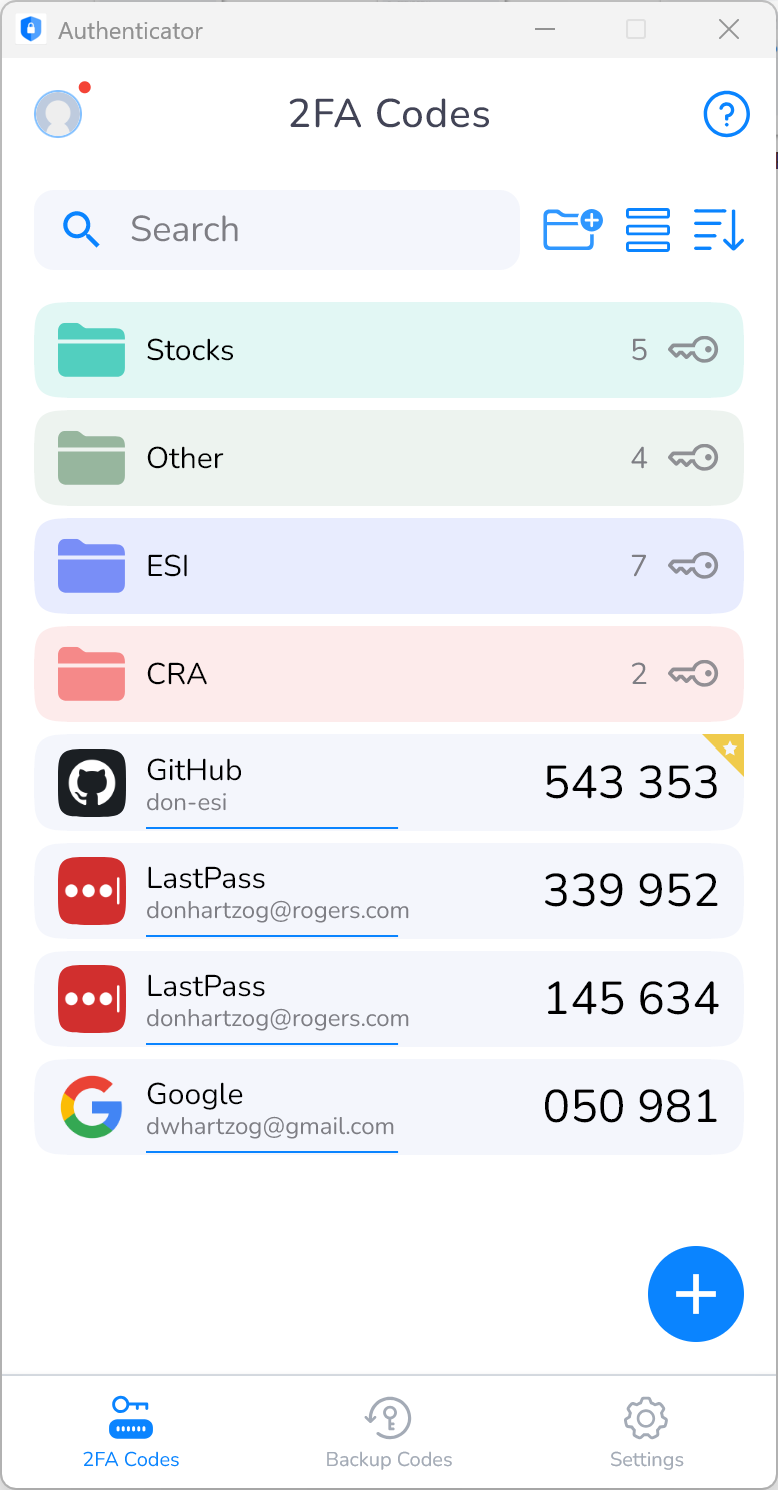 Authenticator
2FA Codes
?
Search
Stocks 5
Other 4
ESI 7
CRA 2
GitHub
don-esi
543 353
LastPass
donhartzog@rogers.com
339 952
LastPass
donhartzog@rogers.com
145 634
Google
dwhartzog@gmail.com
050 981
2FA Codes Backup Codes Settings